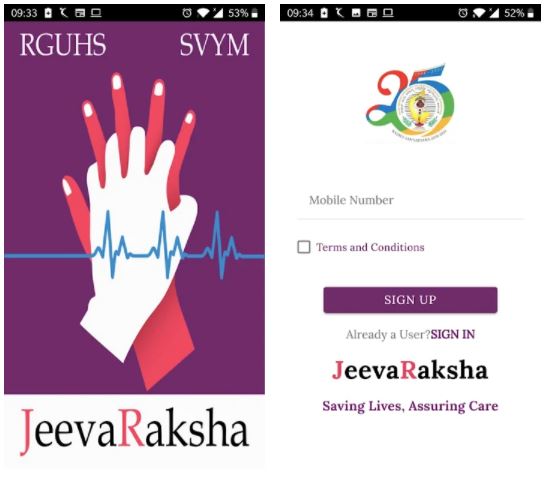 09:33
53%
RGUHS SVYM
JeevaRaksha
09:34
52%
25
Mobile Number
Terms and Conditions
SIGN UP
Already a User?SIGN IN
JeevaRaksha
Saving Lives, Assuring Care